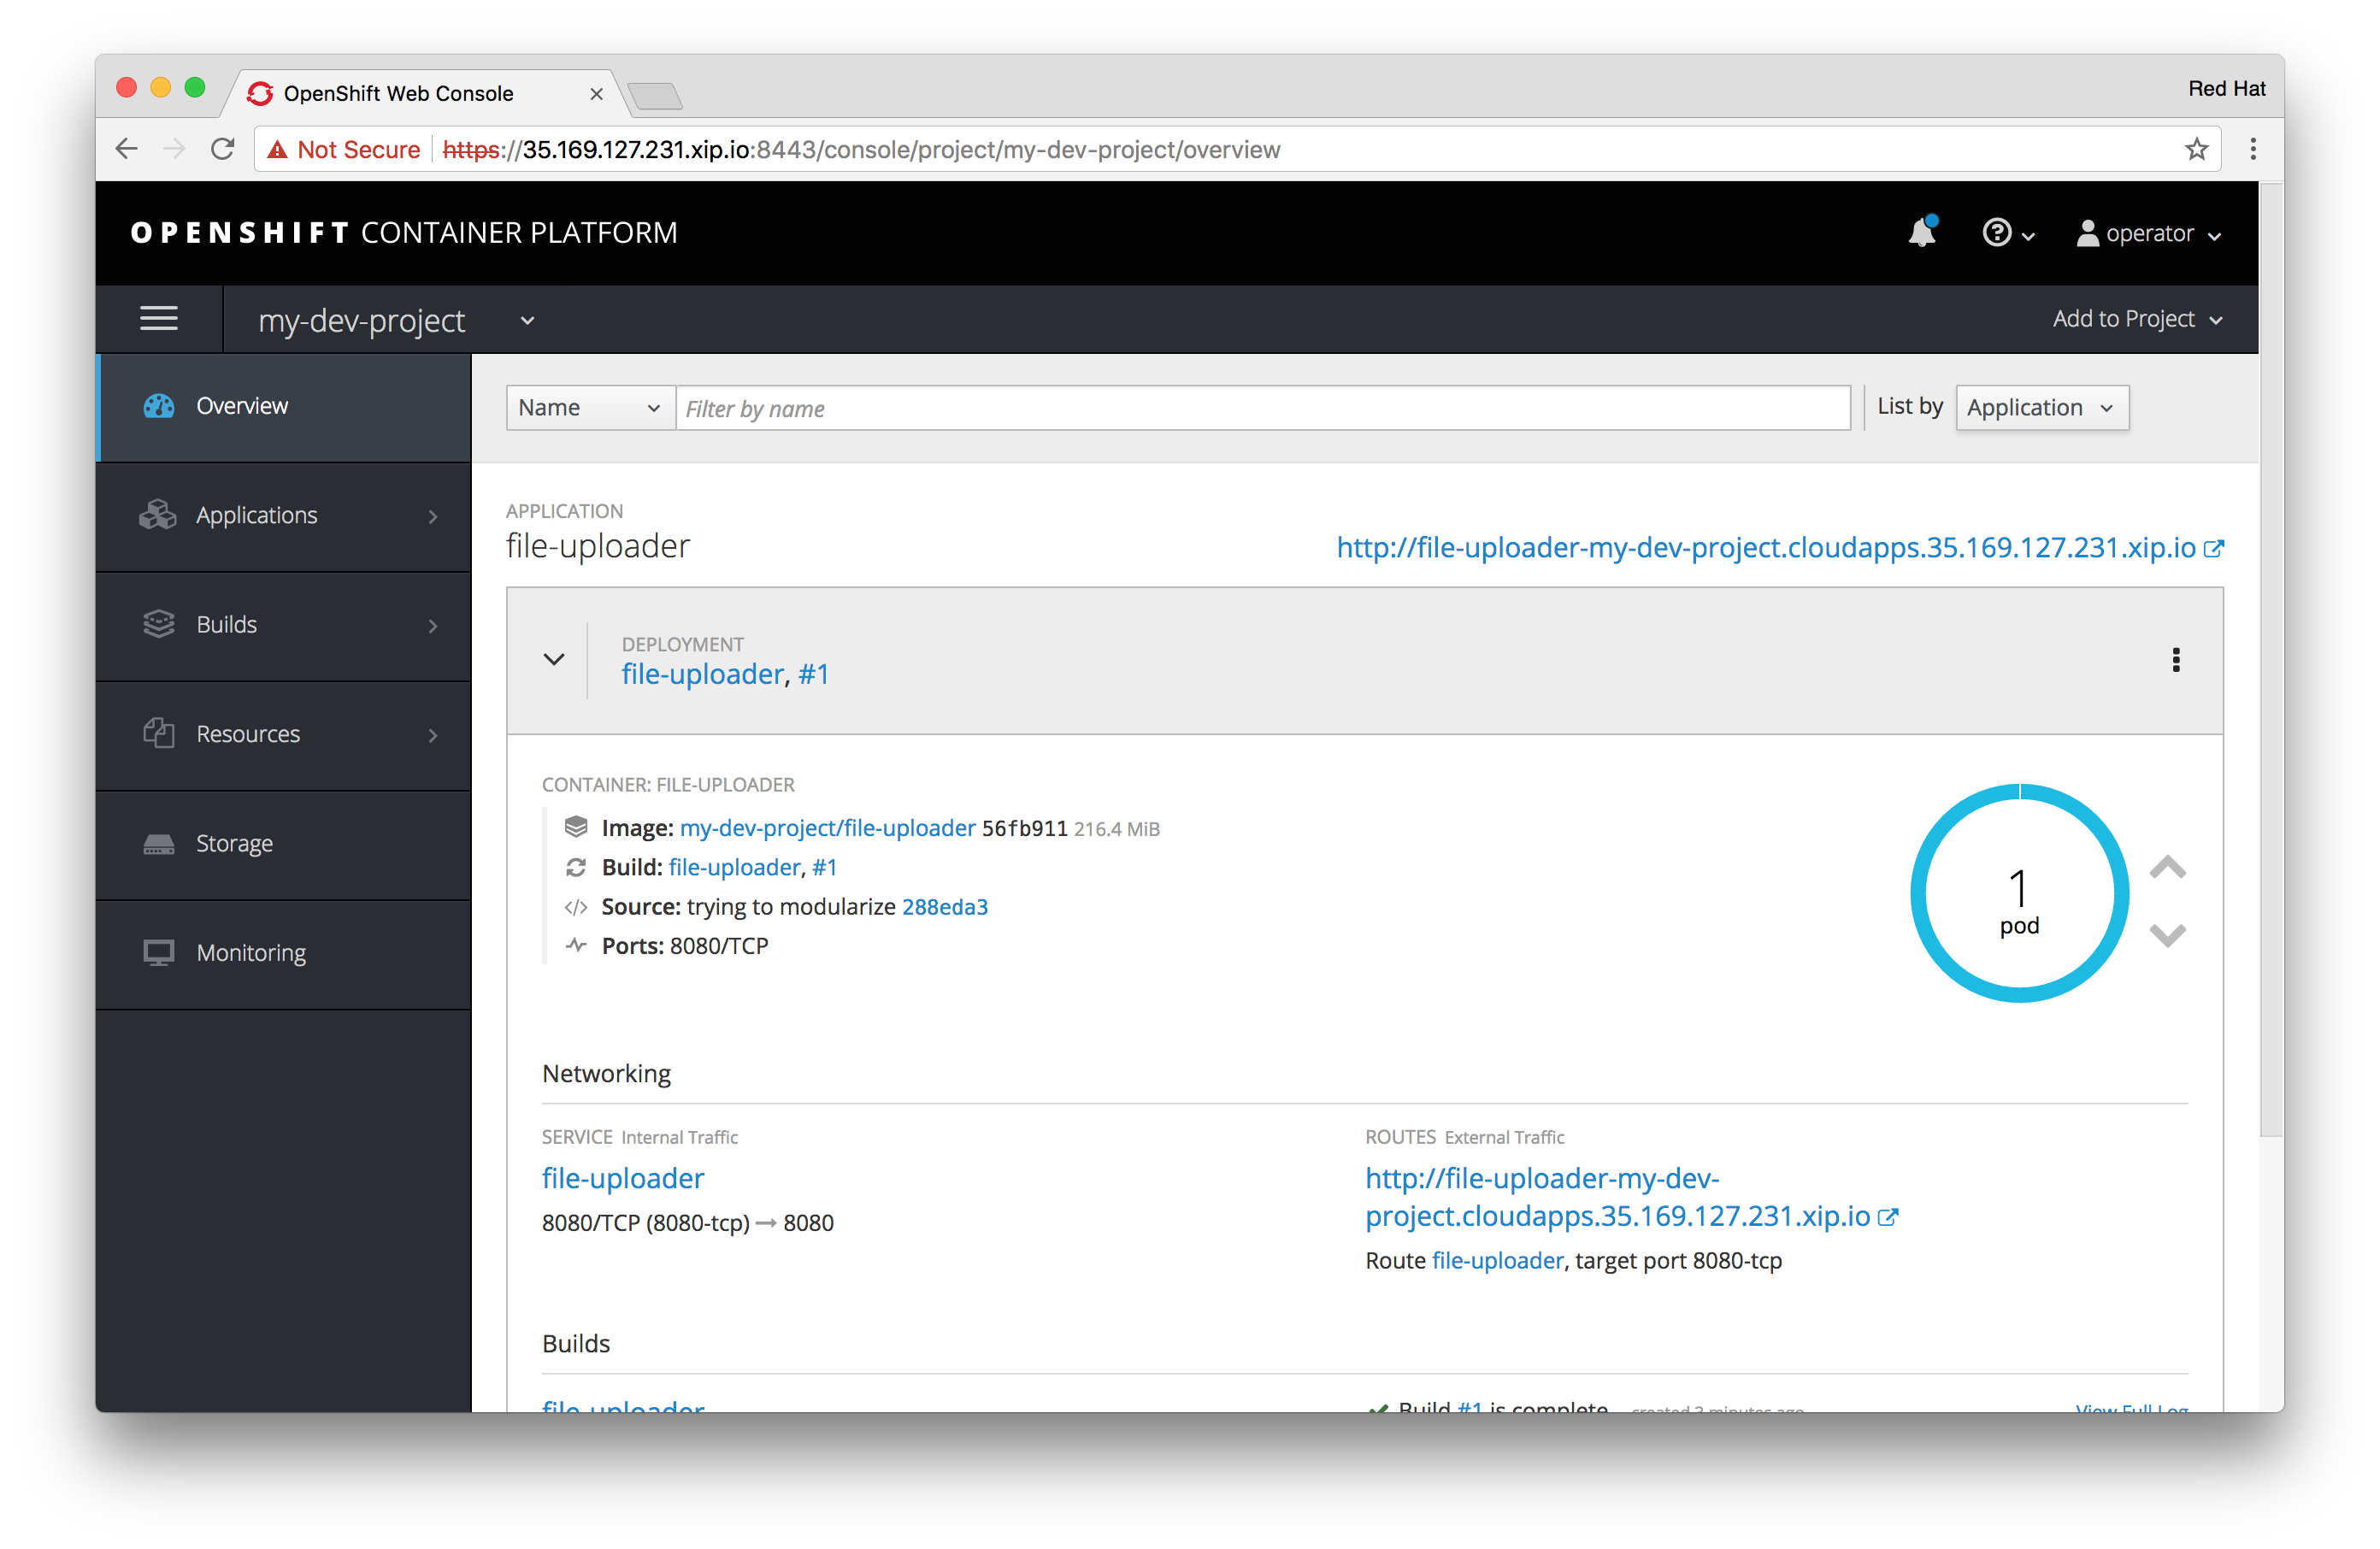 OpenShift Web Console
Red Hat
Not Secure https://35.169.127.231.xip.io:8443/console/project/my-dev-project/overview
OPENSHIFT CONTAINER PLATFORM
operator
my-dev-project
Add to Project
Overview
Applications
Builds
Resources
Storage
Monitoring
Name
Filter by name
List by
Application
APPLICATION
file-uploader
http://file-uploader-my-dev-project.cloudapps.35.169.127.231.xip.io
DEPLOYMENT
file-uploader, #1
CONTAINER: FILE-UPLOADER
Image: my-dev-project/file-uploader 56fb911 216.4 MiB
Build: file-uploader, #1
Source: trying to modularize 288eda3
Ports: 8080/TCP
1
pod
Networking
SERVICE Internal Traffic
file-uploader
8080/TCP (8080-tcp) → 8080
ROUTES External Traffic
http://file-uploader-my-dev-
project.cloudapps.35.169.127.231.xip.io
Route file-uploader, target port 8080-tcp
Builds
file-uploader
Build #1 is complete created 3 minutes ago
View Full Log